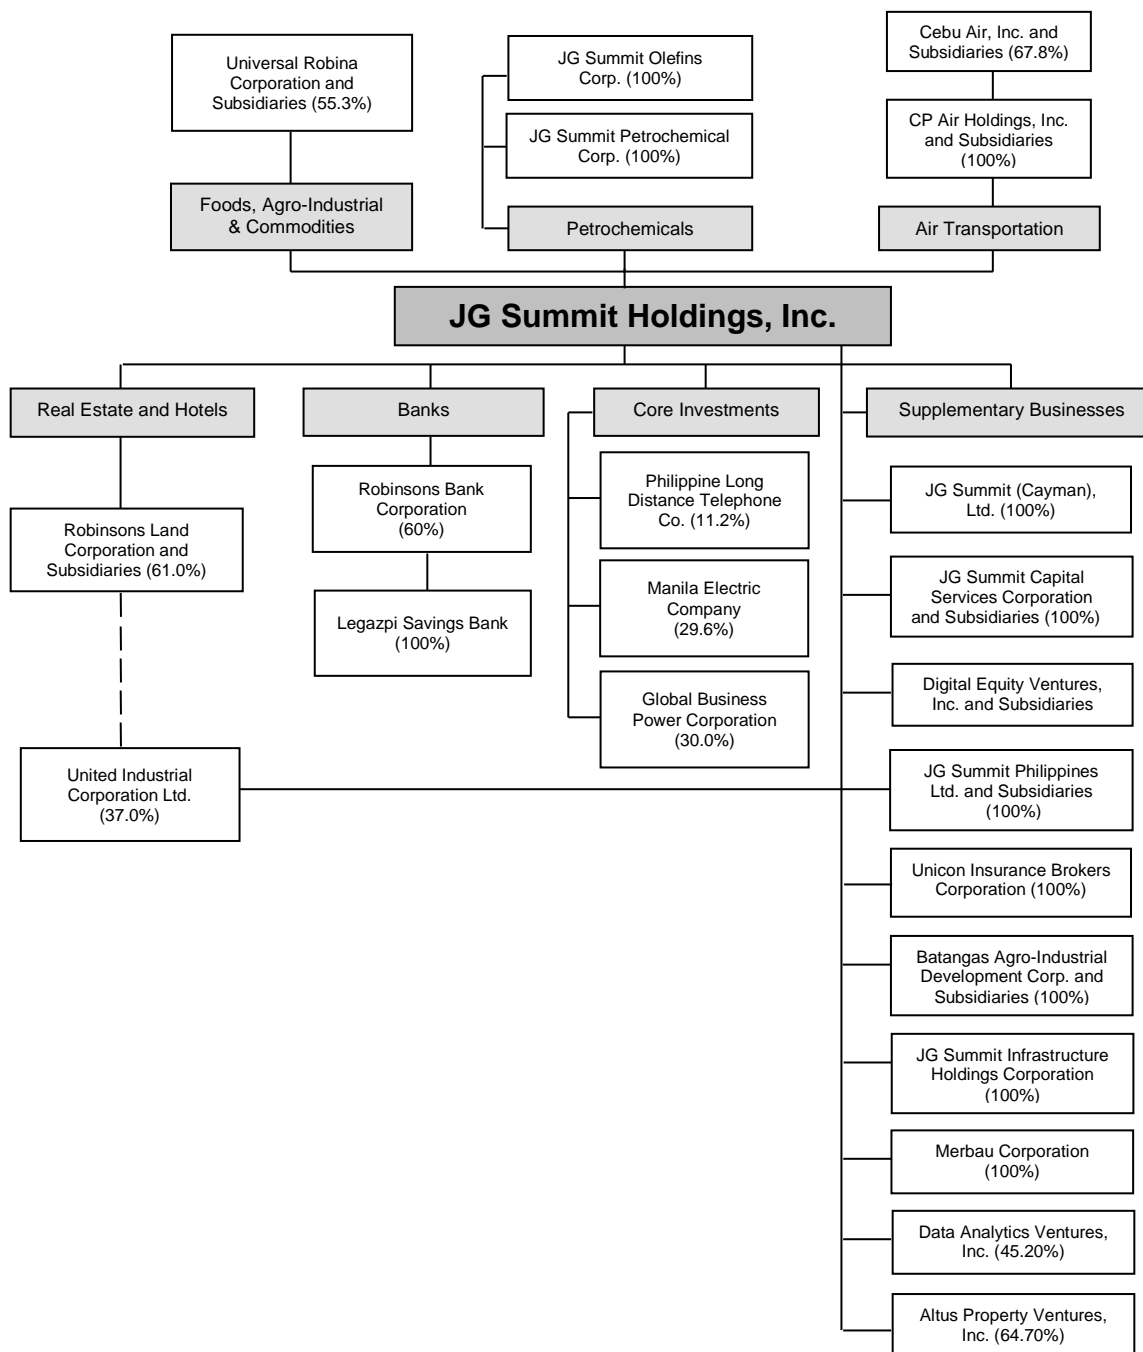 Universal Robina
Corporation and
Subsidiaries (55.3%)
JG Summit Olefins
Corp. (100%)
Cebu Air, Inc. and
Subsidiaries (67.8%)
JG Summit Petrochemical
Corp. (100%)
CP Air Holdings, Inc.
and Subsidiaries
(100%)
Foods, Agro-Industrial
& Commodities
Petrochemicals
Air Transportation
JG Summit Holdings, Inc.
Real Estate and Hotels
Banks
Core Investments
Supplementary Businesses
Robinsons Land
Corporation and
Subsidiaries (61.0%)
United Industrial
Corporation Ltd.
(37.0%)
Robinsons Bank
Corporation
(60%)
Legazpi Savings Bank
(100%)
Philippine Long
Distance Telephone
Co. (11.2%)
Manila Electric
Company
(29.6%)
Global Business
Power Corporation
(30.0%)
JG Summit (Cayman),
Ltd. (100%)
JG Summit Capital
Services Corporation
and Subsidiaries (100%)
Digital Equity Ventures,
Inc. and Subsidiaries
JG Summit Philippines
Ltd. and Subsidiaries
(100%)
Unicon Insurance Brokers
Corporation (100%)
Batangas Agro-Industrial
Development Corp. and
Subsidiaries (100%)
JG Summit Infrastructure
Holdings Corporation
(100%)
Merbau Corporation
(100%)
Data Analytics Ventures,
Inc. (45.20%)
Altus Property Ventures,
Inc. (64.70%)